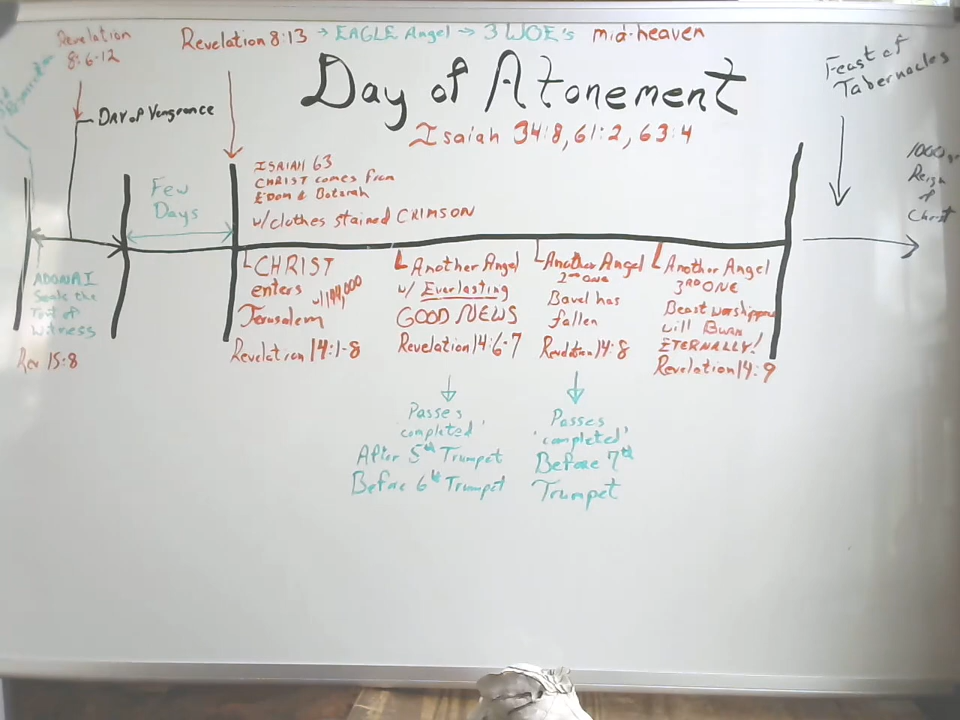 Revelation 8:13 → EAGLE Angel → 3 WOE's mid-heaven
Revelation
8:6-12
Day of Atonement
Isaiah 34:8, 61:2, 63:4
Feast of
Tabernacles
DAY of Vengeance
1000
Reign
of
Christ
Few
Days
ISAIAH 63
CHRIST comes from
EDOM &
w/clothes stained CRIMSON
ADONAI
Seals the
Tent of
Witness
Rev 15:8
CHRIST
enters
w/144,000
Jerusalem
Revelation 14:1-8
Another Angel
w/ Everlasting
GOOD NEWS
Revelation 14:6-7
Another Angel
2nd ONE
Bavel has
fallen
Revelation 14:8
Another Angel
3RD ONE
Beast worshippers
will Burn
ETERNALLY!
Revelation 14:9
Passes
'completed'
After 5th Trumpet
Before 6th Trumpet
Passes
'completed'
Before 7th
Trumpet